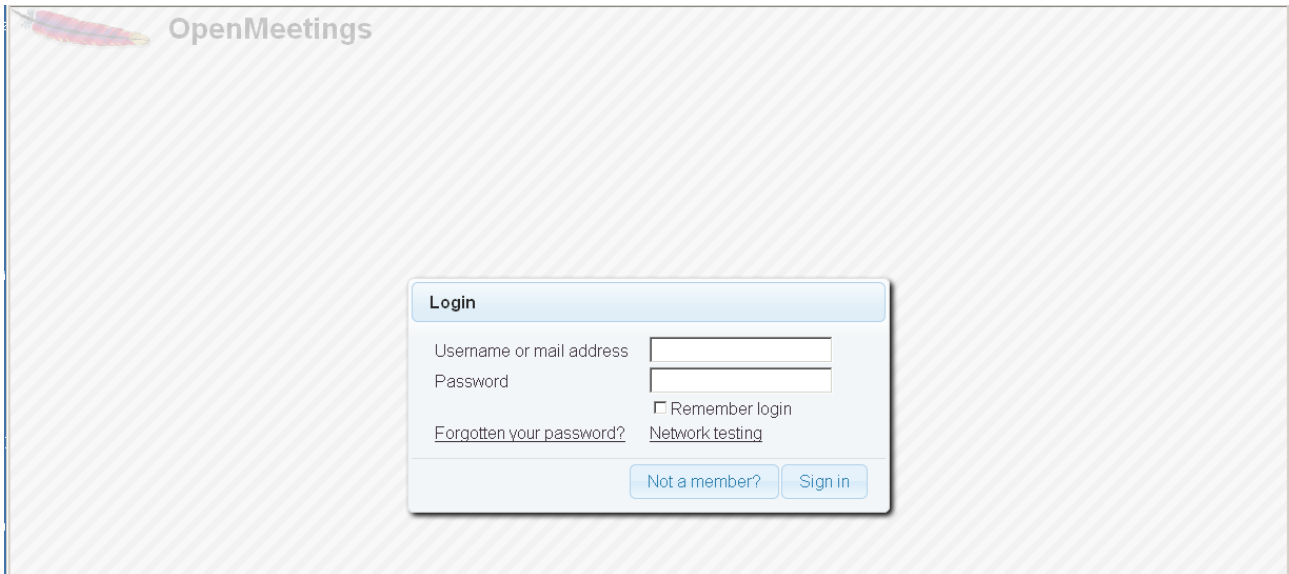 OpenMeetings
Login
Username or mail address
Password
Remember login
Forgotten your password? Network testing
Not a member? Sign in